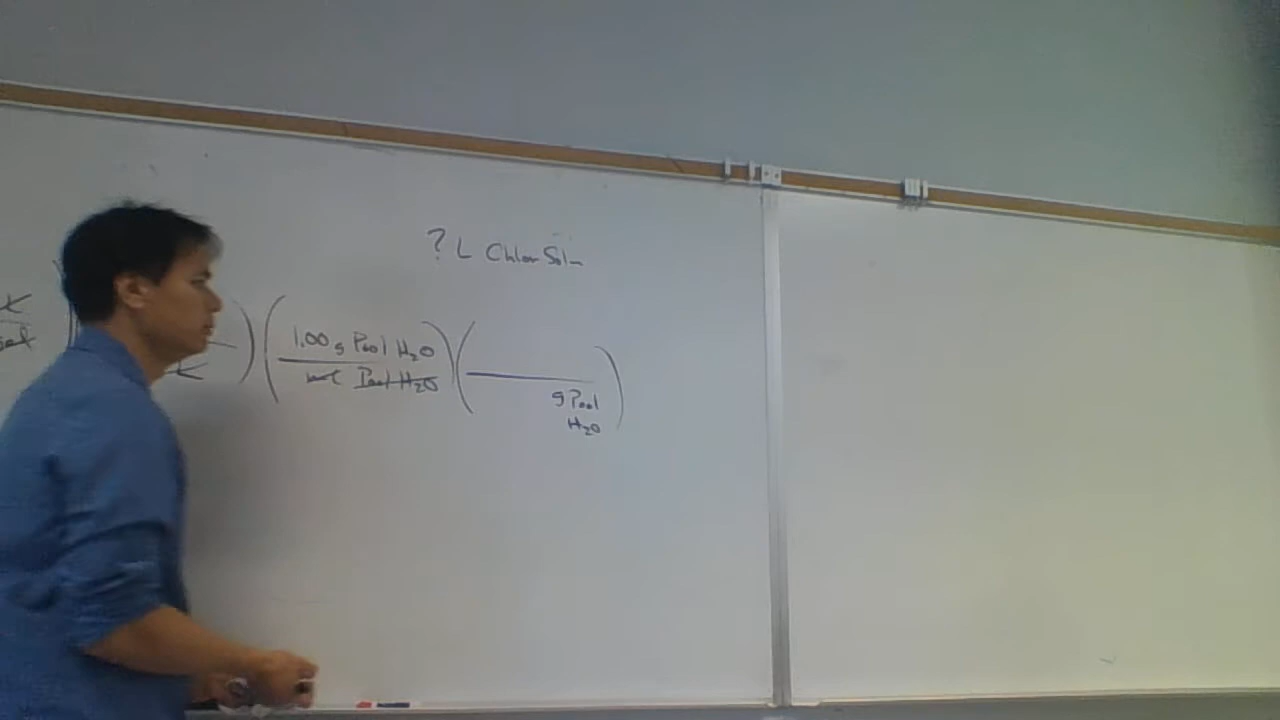 ? L Chlor Soln
1.00 g Pool H₂O
mL Pool H₂O
g Pool
H₂O